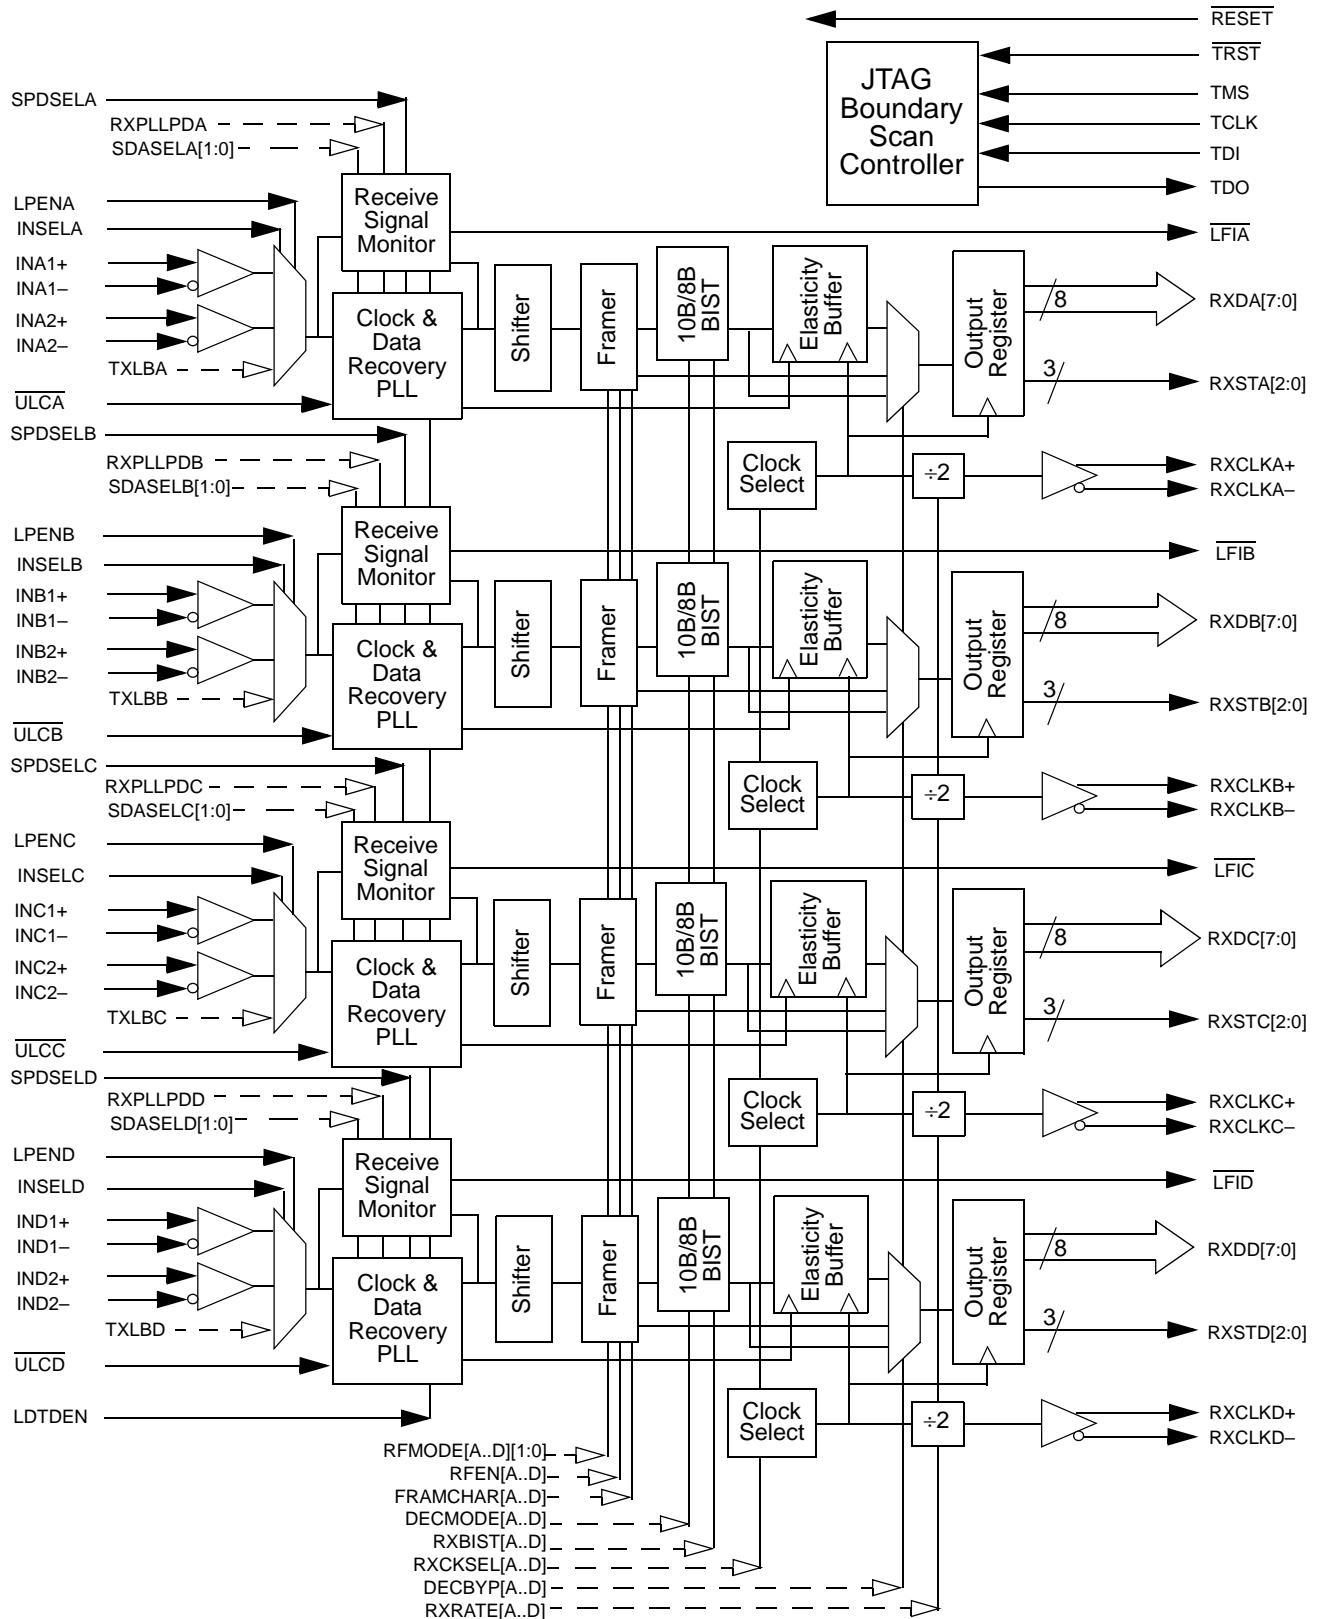 RESET
TRST
JTAG
Boundary
Scan
Controller
TMS
TCLK
TDI
TDO
SPDSELA
RXPLLPDA
SDASELA[1:0]
LPENA
INSELA
INA1+
INA1–
INA2+
INA2–
TXLBA
ULCA
Receive
Signal
Monitor
Clock &
Data
Recovery
PLL
Shifter
Framer
10B/8B
BIST
Elasticity
Buffer
Output
Register
LFIA
8
RXDA[7:0]
3
RXSTA[2:0]
Clock
Select
÷2
RXCLKA+
RXCLKA–
SPDSELB
RXPLLPDB
SDASELB[1:0]
LPENB
INSELB
INB1+
INB1–
INB2+
INB2–
TXLBB
ULCB
Receive
Signal
Monitor
Clock &
Data
Recovery
PLL
Shifter
Framer
10B/8B
BIST
Elasticity
Buffer
Output
Register
LFIB
8
RXDB[7:0]
3
RXSTB[2:0]
Clock
Select
÷2
RXCLKB+
RXCLKB–
SPDSELC
RXPLLPDC
SDASELC[1:0]
LPENC
INSELC
INC1+
INC1–
INC2+
INC2–
TXLBC
ULCC
Receive
Signal
Monitor
Clock &
Data
Recovery
PLL
Shifter
Framer
10B/8B
BIST
Elasticity
Buffer
Output
Register
LFIC
8
RXDC[7:0]
3
RXSTC[2:0]
Clock
Select
÷2
RXCLKC+
RXCLKC–
SPDSELD
RXPLLPDD
SDASELD[1:0]
LPEND
INSELD
IND1+
IND1–
IND2+
IND2–
TXLBD
ULCD
Receive
Signal
Monitor
Clock &
Data
Recovery
PLL
Shifter
Framer
10B/8B
BIST
Elasticity
Buffer
Output
Register
LFID
8
RXDD[7:0]
3
RXSTD[2:0]
Clock
Select
÷2
RXCLKD+
RXCLKD–
LDTDEN
RFMODE[A..D][1:0]
RFEN[A..D]
FRAMCHAR[A..D]
DECMODE[A..D]
RXBIST[A..D]
RXCKSEL[A..D]
DECBYP[A..D]
RXRATE[A..D]